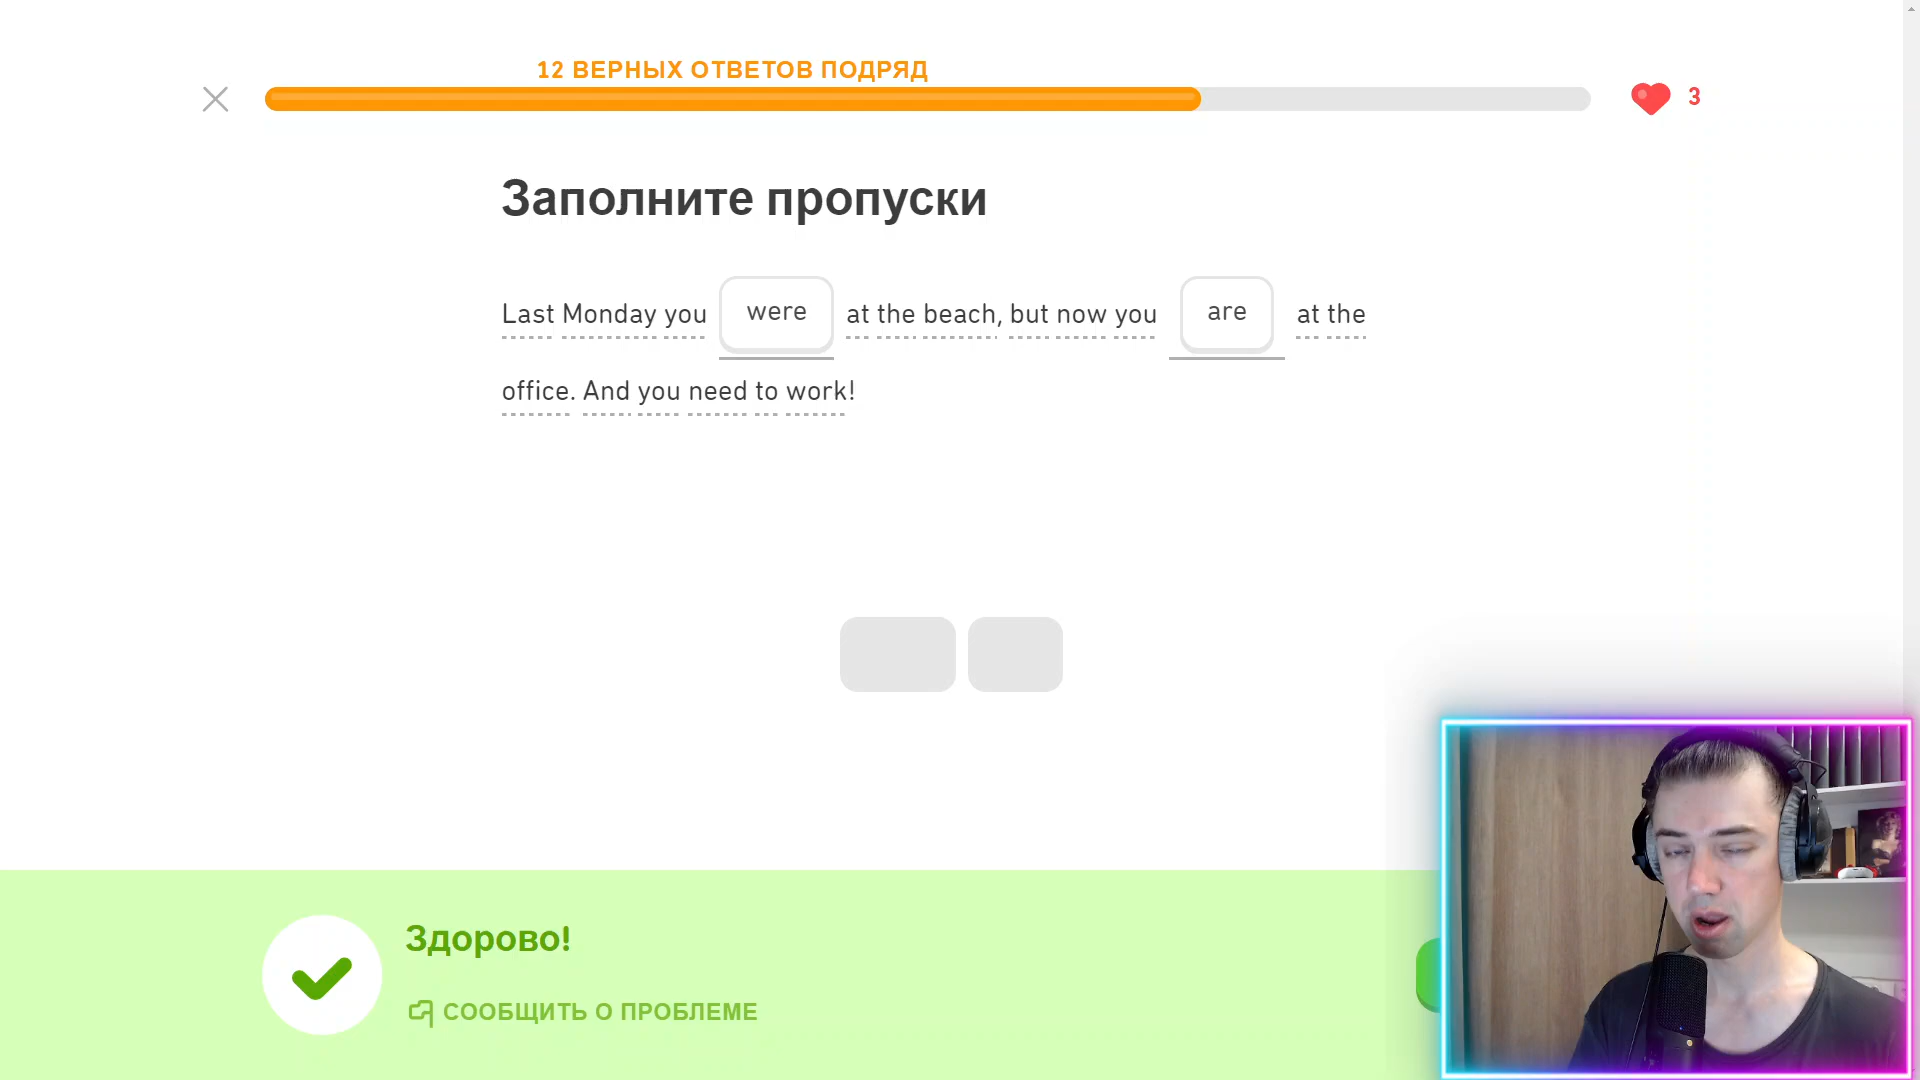 12 ВЕРНЫХ ОТВЕТОВ ПОДРЯД
3
Заполните пропуски
Last Monday you were at the beach, but now you are at the
office. And you need to work!
Здорово!
СООБЩИТЬ О ПРОБЛЕМЕ